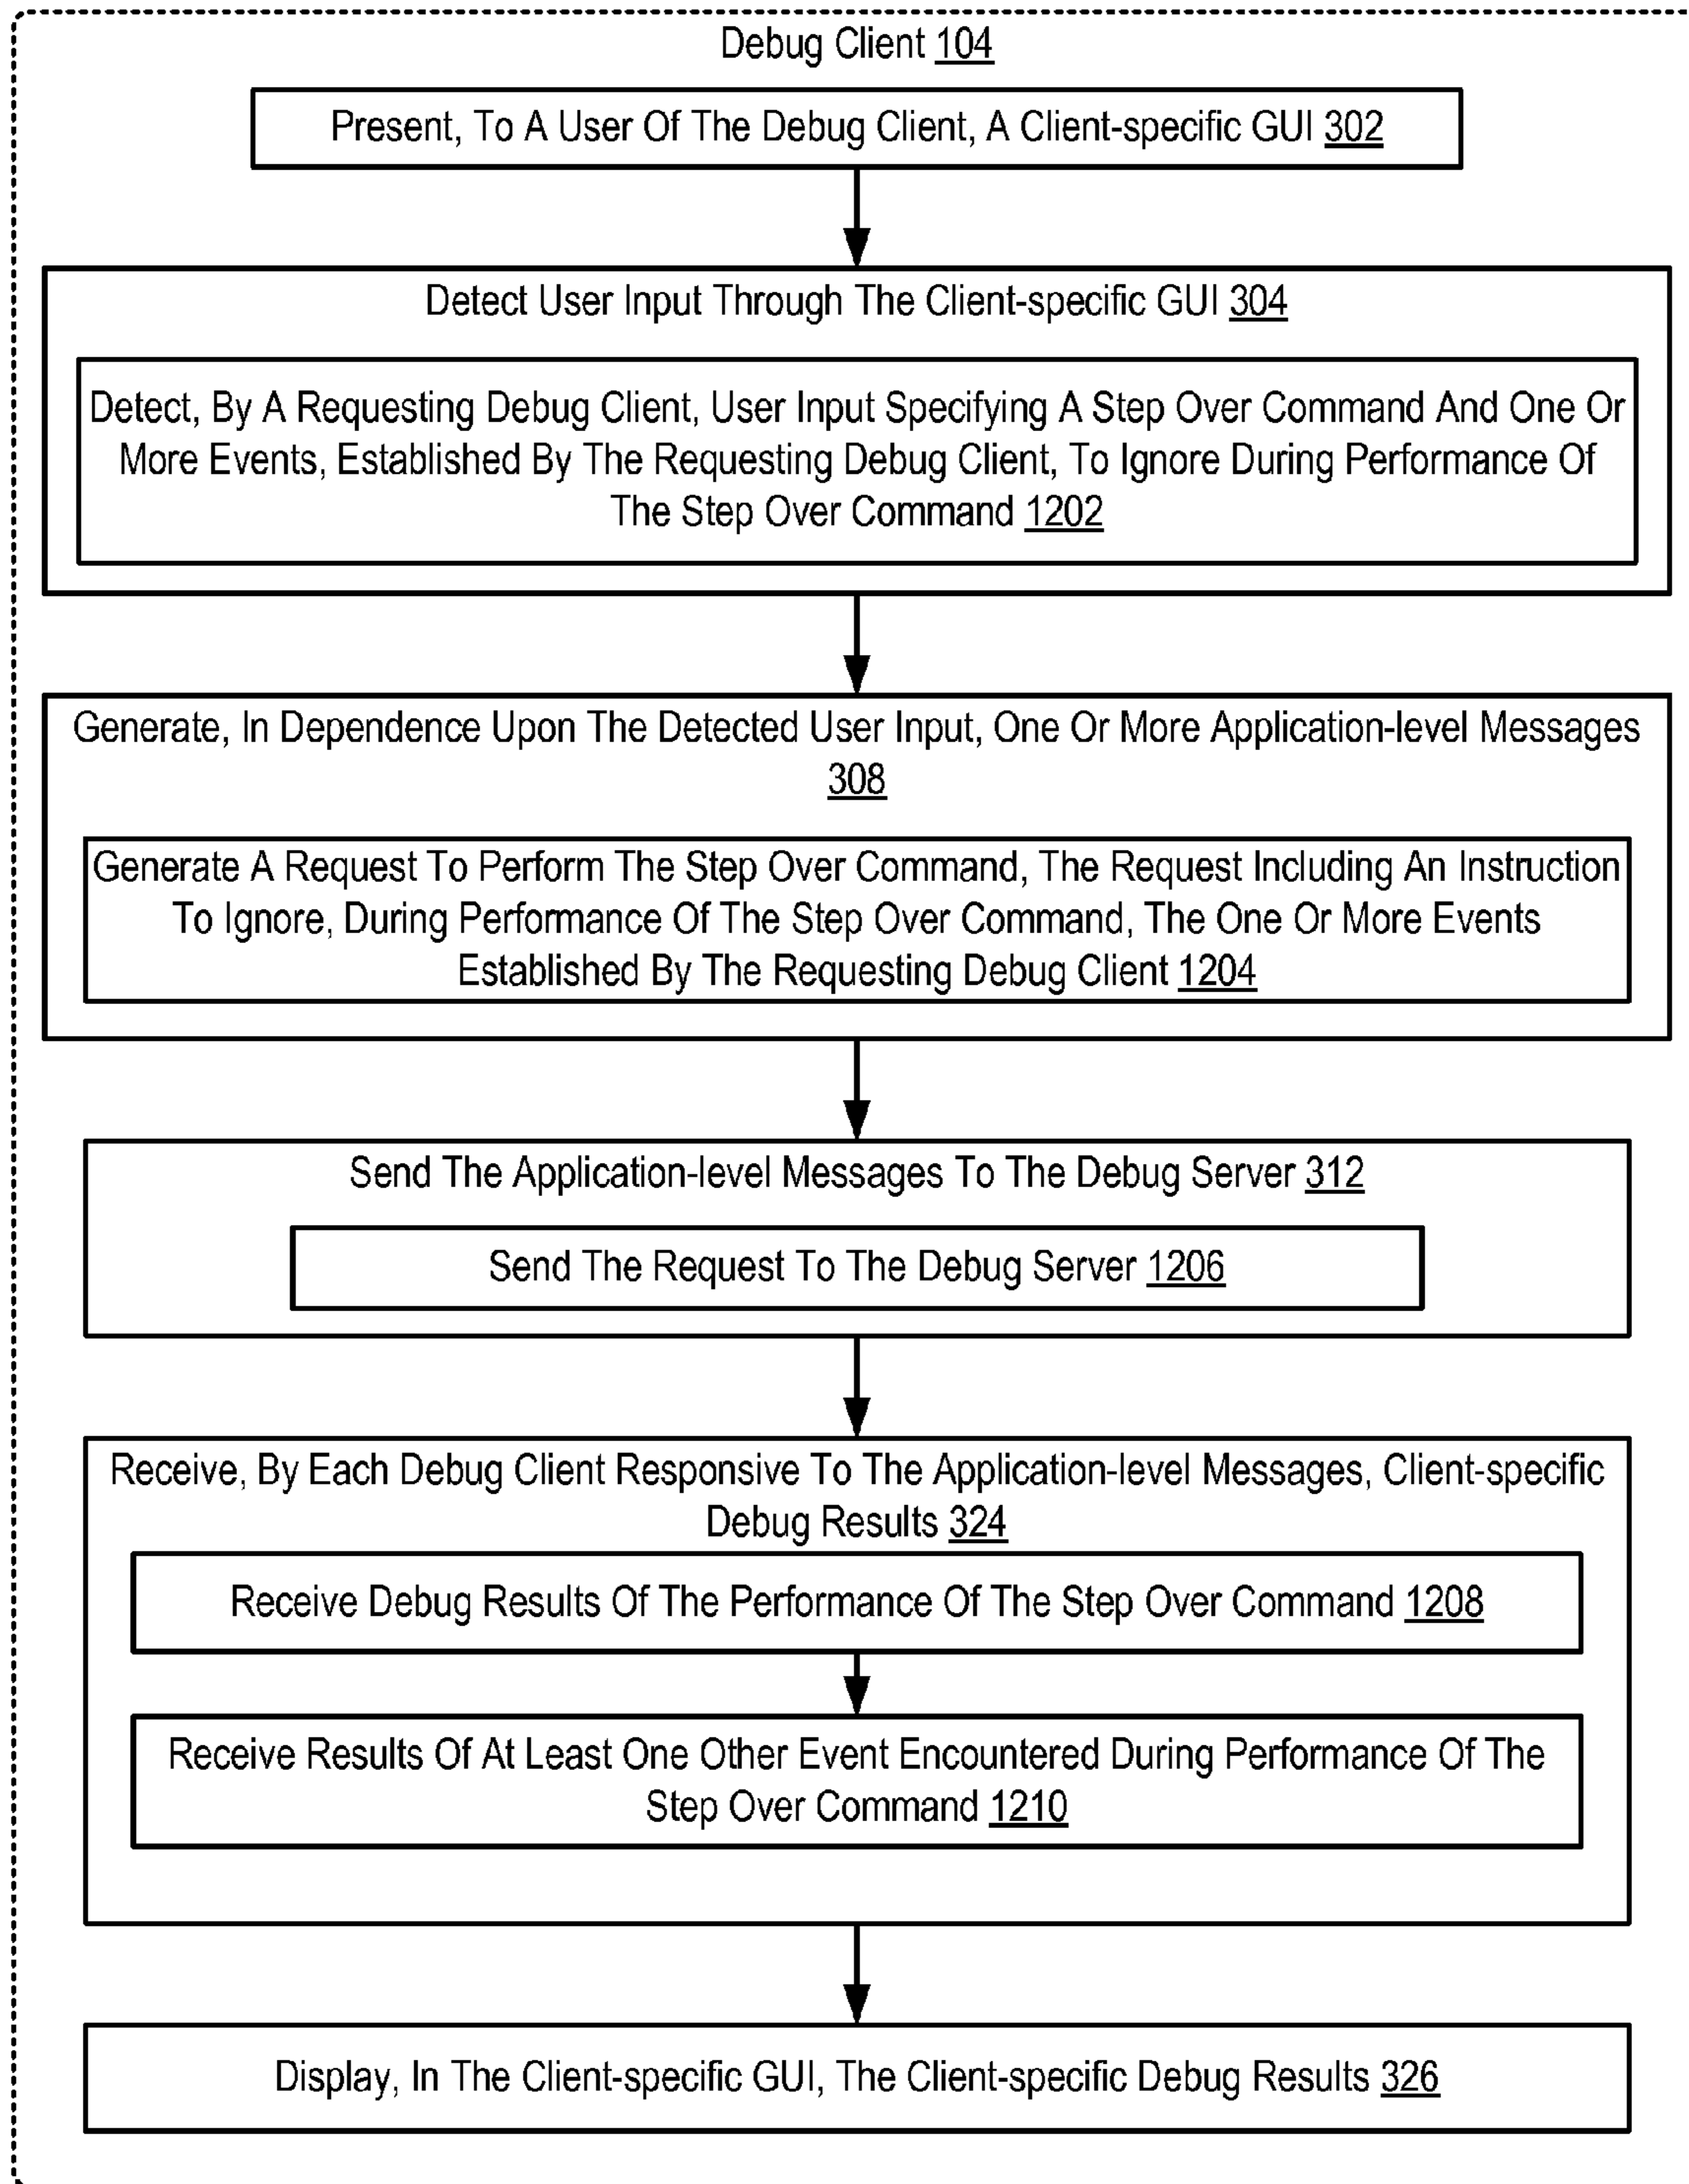 Debug Client 104
Present, To A User Of The Debug Client, A Client-specific GUI 302
Detect User Input Through The Client-specific GUI 304
Detect, By A Requesting Debug Client, User Input Specifying A Step Over Command And One Or
More Events, Established By The Requesting Debug Client, To Ignore During Performance Of
The Step Over Command 1202
Generate, In Dependence Upon The Detected User Input, One Or More Application-level Messages
308
Generate A Request To Perform The Step Over Command, The Request Including An Instruction
To Ignore, During Performance Of The Step Over Command, The One Or More Events
Established By The Requesting Debug Client 1204
Send The Application-level Messages To The Debug Server 312
Send The Request To The Debug Server 1206
Receive, By Each Debug Client Responsive To The Application-level Messages, Client-specific
Debug Results 324
Receive Debug Results Of The Performance Of The Step Over Command 1208
Receive Results Of At Least One Other Event Encountered During Performance Of The
Step Over Command 1210
Display, In The Client-specific GUI, The Client-specific Debug Results 326